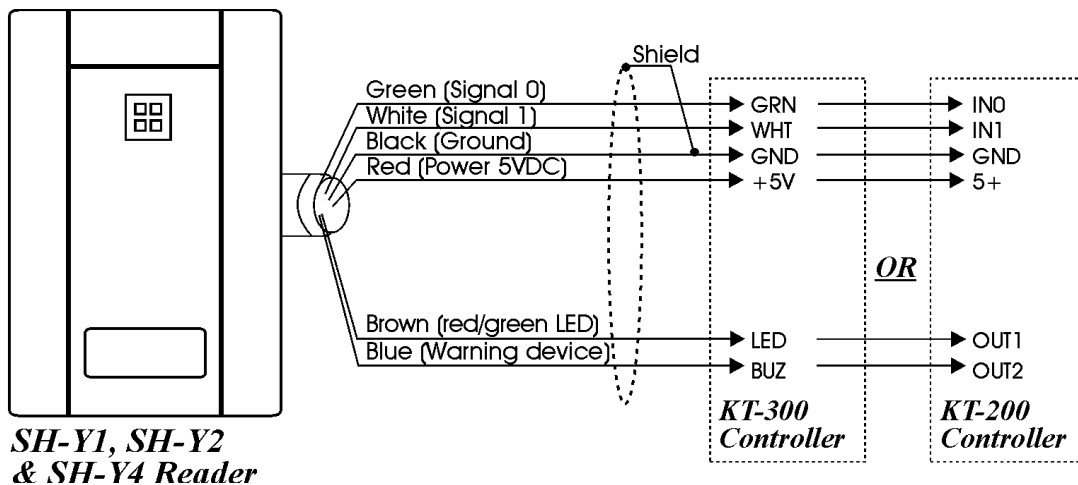 Shield
Green (Signal 0)
White (Signal 1)
Black (Ground)
Red (Power 5VDC)
GRN
WHT
GND
+5V
IN0
IN1
GND
5+
OR
Brown (red/green LED)
Blue (Warning device)
LED
BUZ
OUT1
OUT2
KT-300
Controller
KT-200
Controller
SH-Y1, SH-Y2
& SH-Y4 Reader